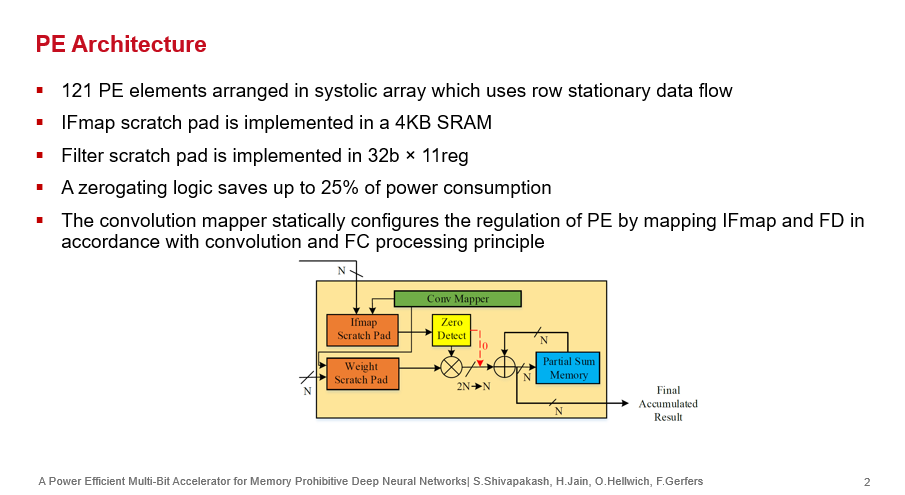 PE Architecture
▪ 121 PE elements arranged in systolic array which uses row stationary data flow
▪ IFmap scratch pad is implemented in a 4KB SRAM
▪ Filter scratch pad is implemented in 32b × 11reg
▪ A zerogating logic saves up to 25% of power consumption
▪ The convolution mapper statically configures the regulation of PE by mapping IFmap and FD in
accordance with convolution and FC processing principle
N
Conv Mapper
Ifmap
Scratch Pad
Zero
Detect
0
N
Weight
Scratch Pad
N
2N→N
N
Partial Sum
Memory
N
Final
Accumulated
Result
A Power Efficient Multi-Bit Accelerator for Memory Prohibitive Deep Neural Networks| S.Shivapakash, H.Jain, O.Hellwich, F.Gerfers
2